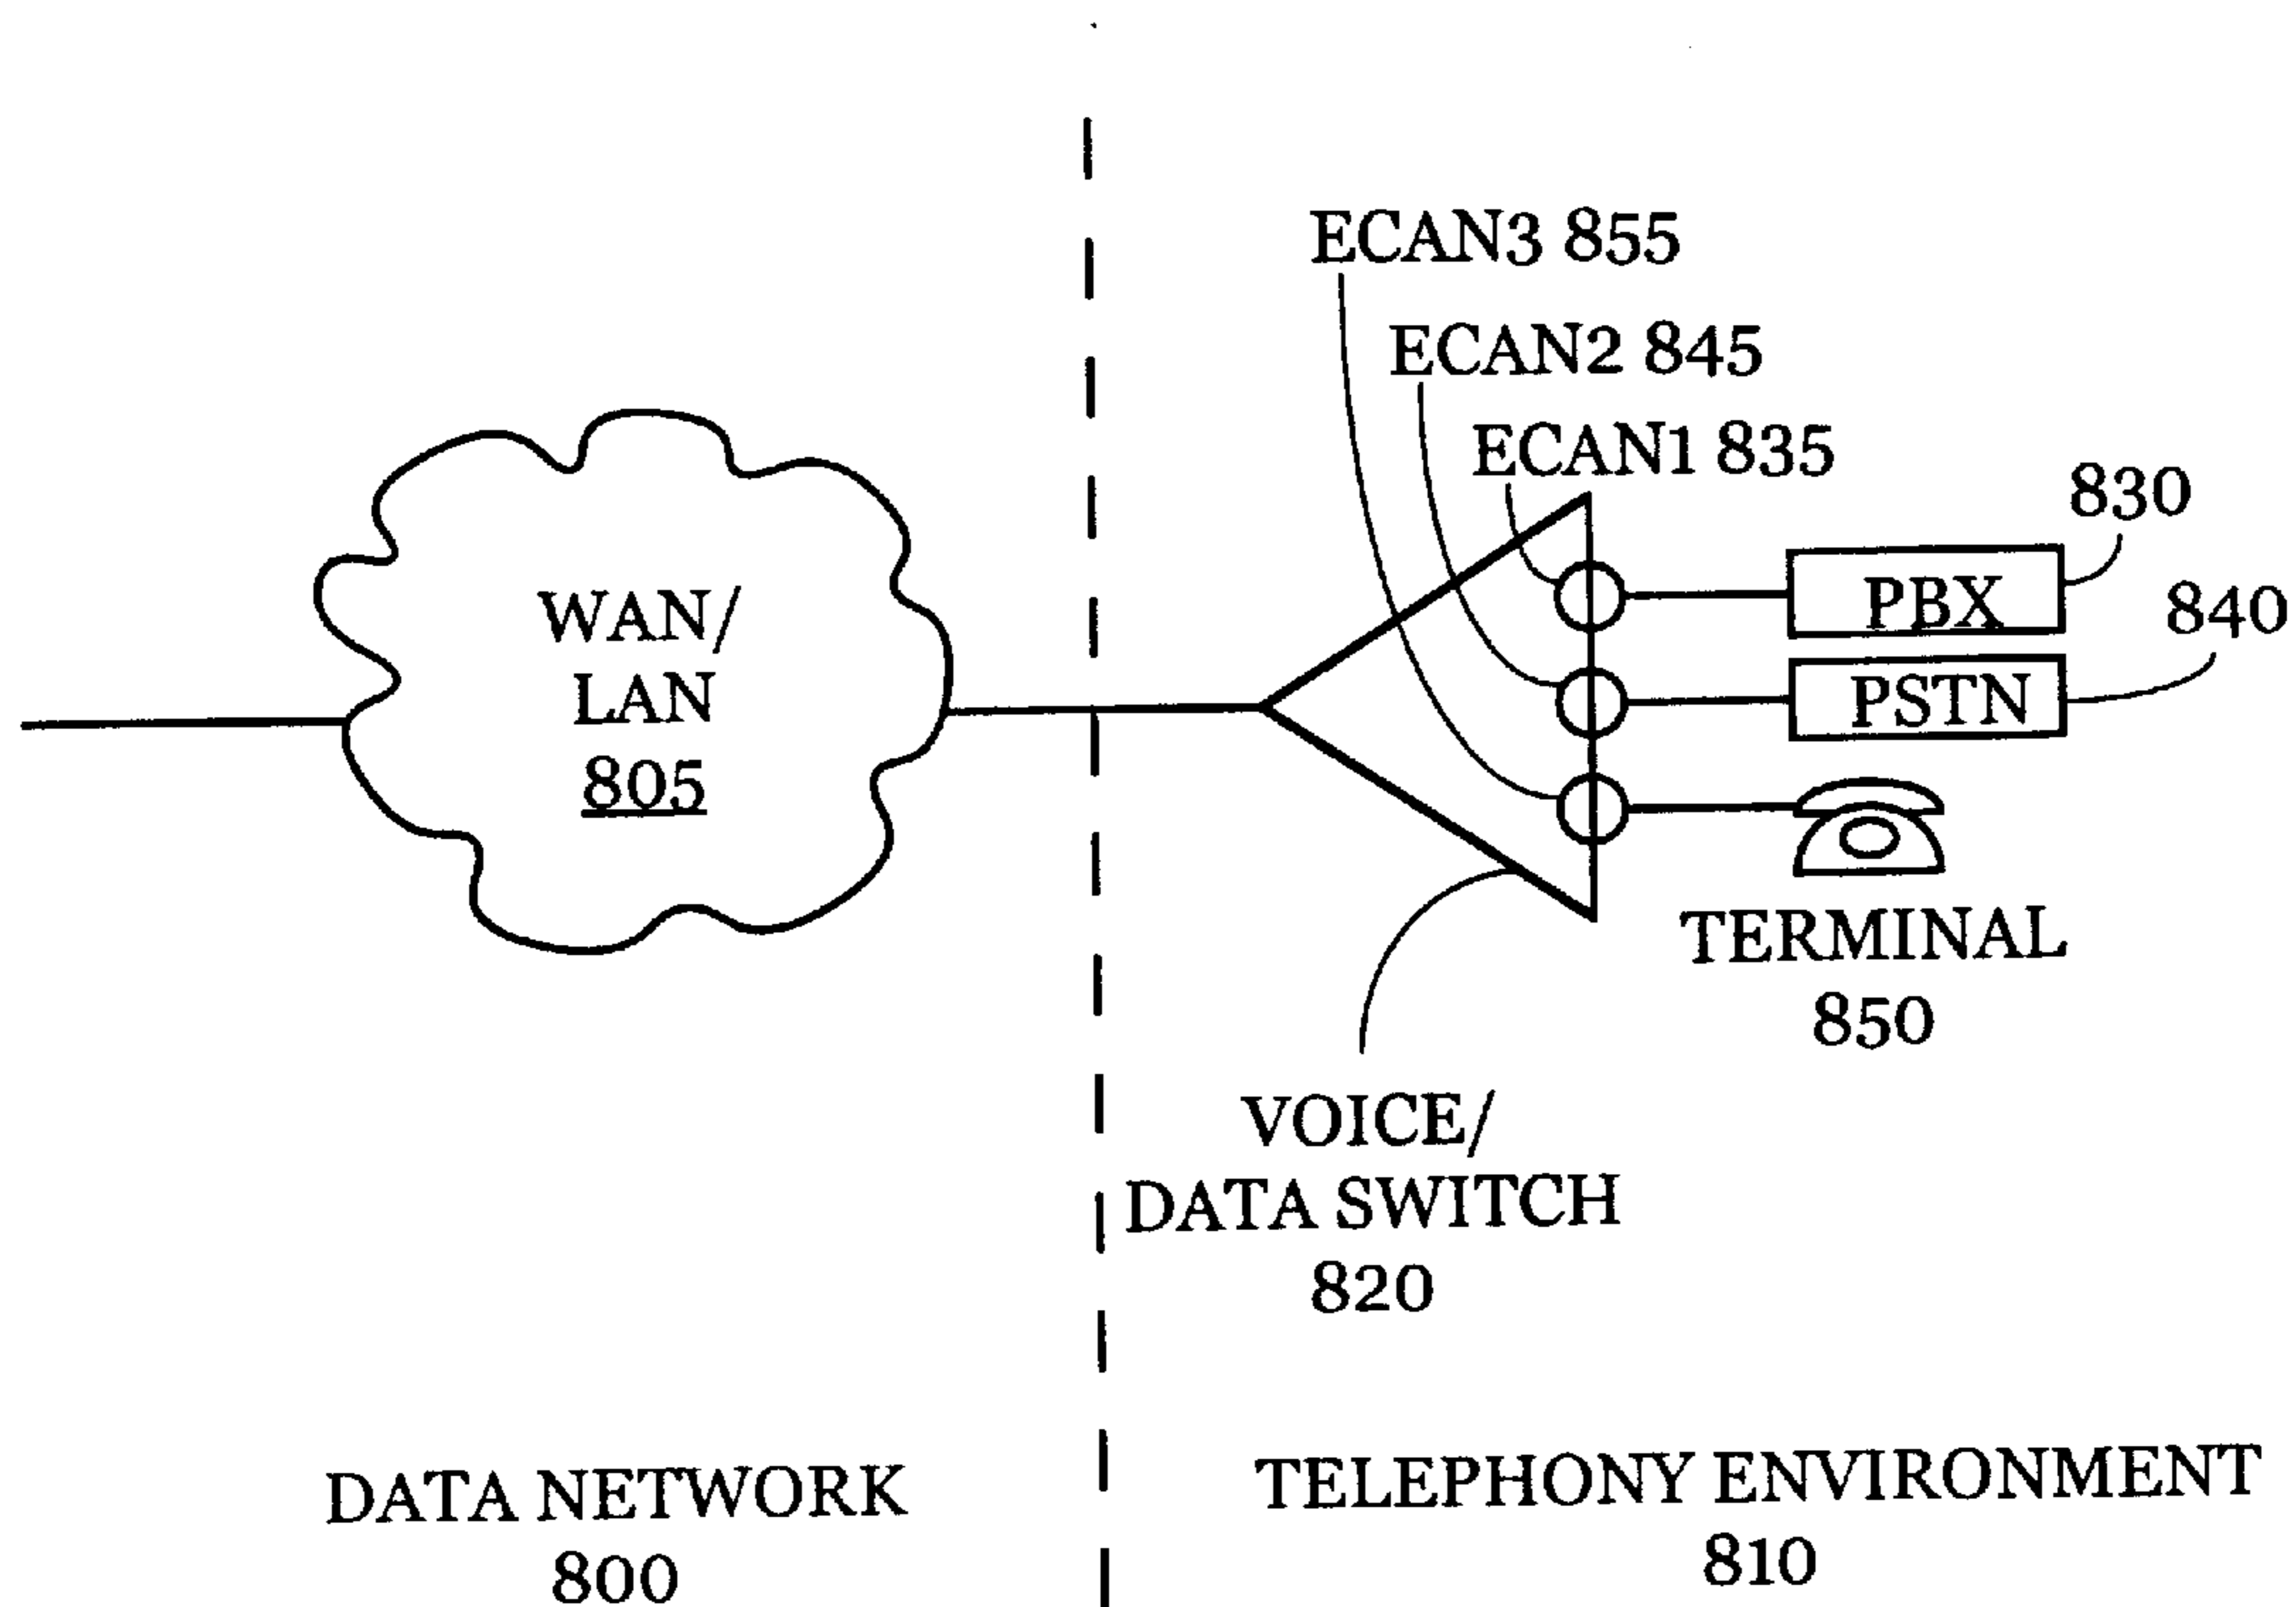 ECAN3 855
ECAN2 845
ECAN1 835
830
PBX
840
PSTN
WAN/
LAN
805
TERMINAL
850
VOICE/
DATA SWITCH
820
DATA NETWORK
800
TELEPHONY ENVIRONMENT
810